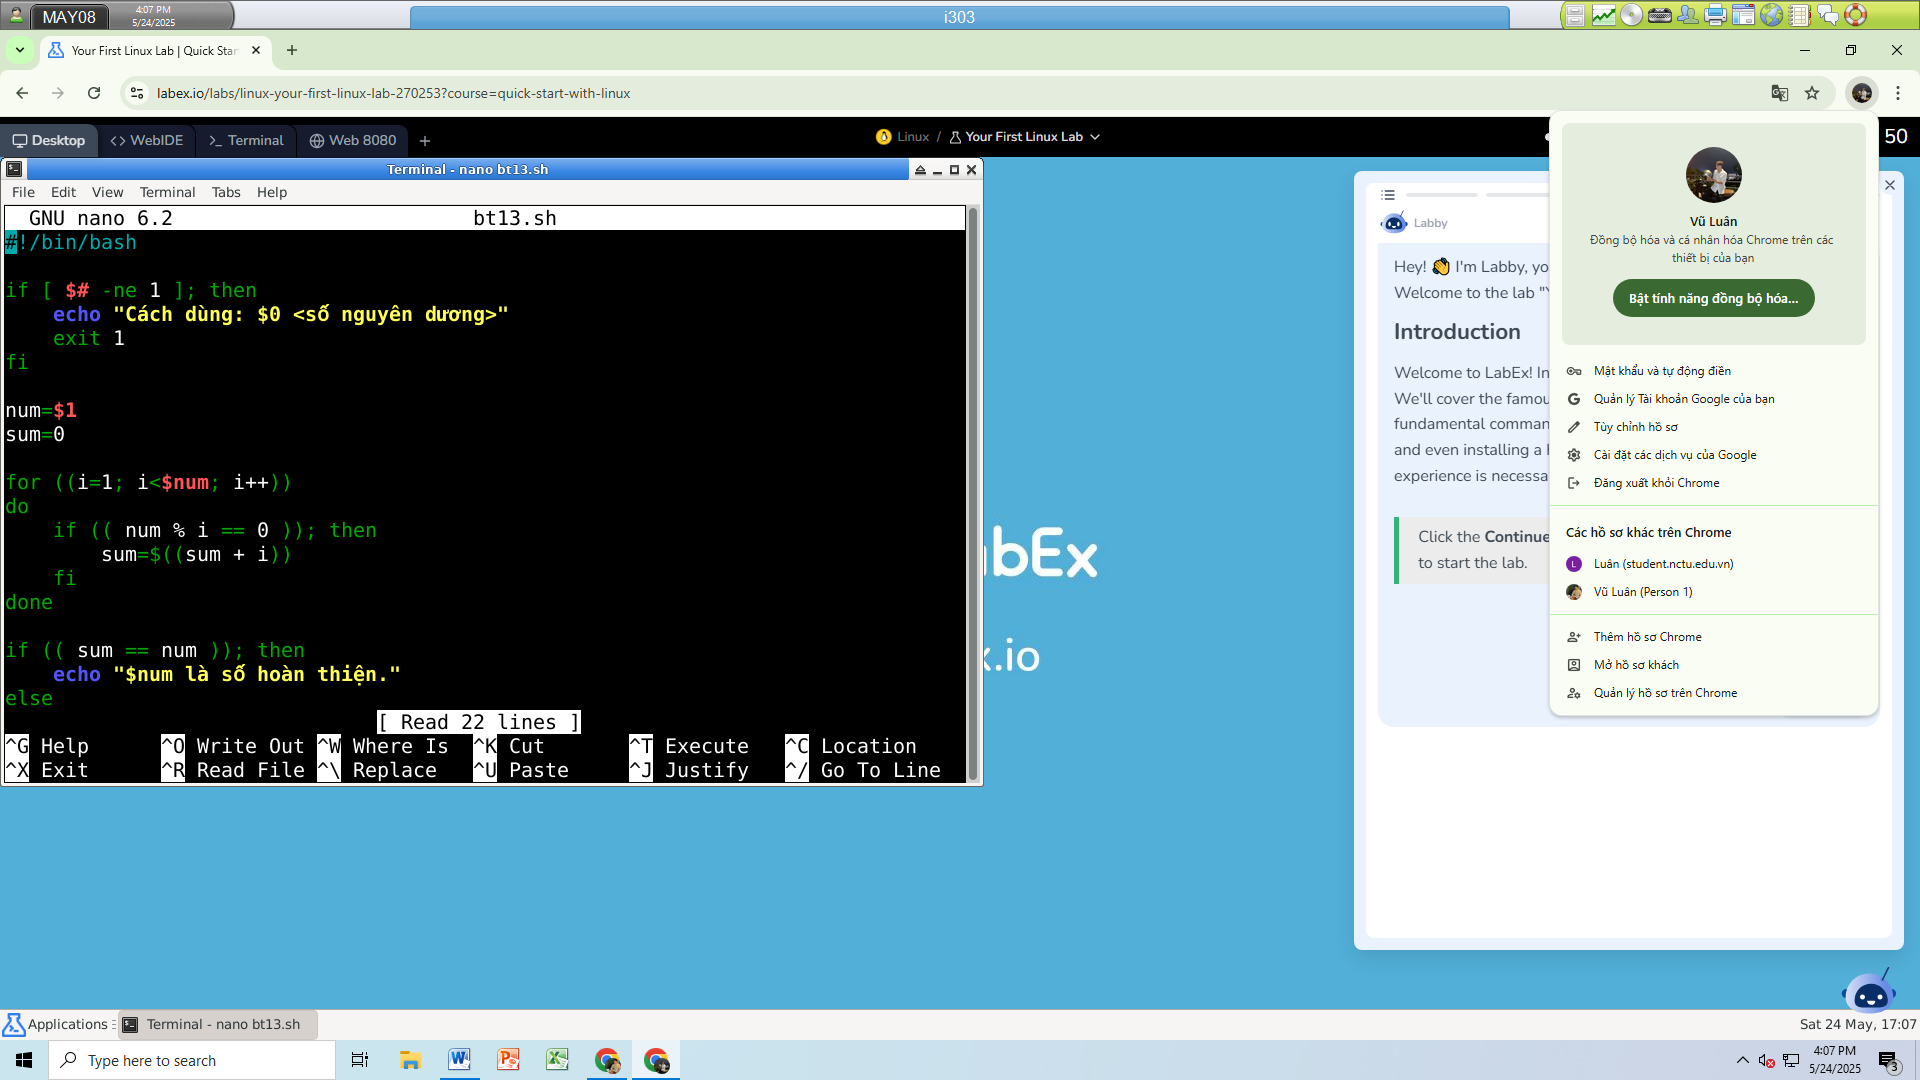 MAY08
4:07 PM
5/24/2025
i303
Your First Linux Lab | Quick Star
labex.io/labs/linux-your-first-linux-lab-270253?course=quick-start-with-linux
Desktop
WebIDE
Terminal
Web 8080
Linux / Your First Linux Lab
50
Terminal - nano bt13.sh
File Edit View Terminal Tabs Help
GNU nano 6.2 bt13.sh
#!/bin/bash
if [ $# -ne 1 ]; then
echo "Cách dùng: $0 <số nguyên dương>"
exit 1
fi
num=$1
sum=0
for ((i=1; i<$num; i++))
do
if (( num % i == 0 )); then
sum=$((sum + i))
fi
done
if (( sum == num )); then
echo "$num là số hoàn thiện."
else
[ Read 22 lines ]
^G Help ^O Write Out ^W Where Is ^K Cut ^T Execute ^C Location
^X Exit ^R Read File ^\ Replace ^U Paste ^J Justify ^/ Go To Line
bEx
.io
Labby
Hey! 👋 I'm Labby, yo
Welcome to the lab "
Introduction
Welcome to LabEx! In
We'll cover the famou
fundamental comman
and even installing a
experience is necessa
Click the Continue
to start the lab.
Vũ Luân
Đồng bộ hóa và cá nhân hóa Chrome trên các
thiết bị của bạn
Bật tính năng đồng bộ hóa...
Mật khẩu và tự động điền
Quản lý Tài khoản Google của bạn
Tùy chỉnh hồ sơ
Cài đặt các dịch vụ của Google
Đăng xuất khỏi Chrome
Các hồ sơ khác trên Chrome
L
Luân (student.nctu.edu.vn)
Vũ Luân (Person 1)
Thêm hồ sơ Chrome
Mở hồ sơ khách
Quản lý hồ sơ trên Chrome
Applications
Terminal - nano bt13.sh
Sat 24 May, 17:07
Type here to search
4:07 PM
5/24/2025
3